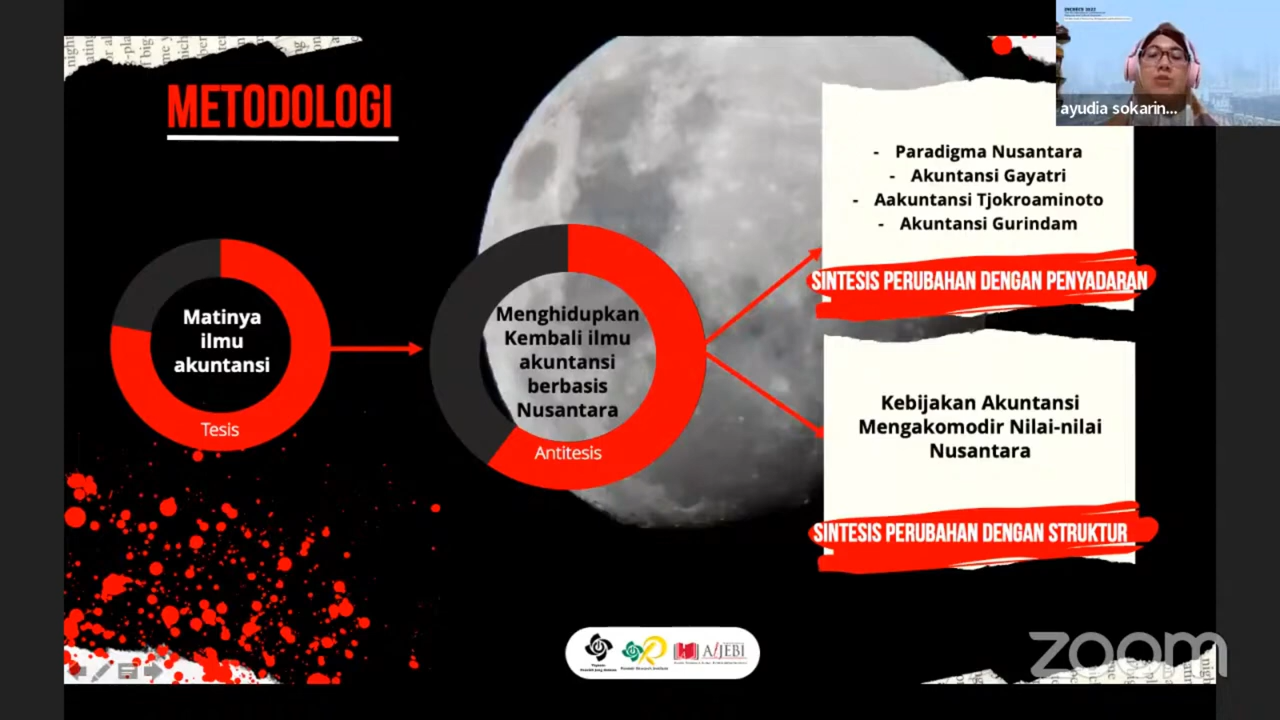 METODOLOGI
ayudia sokarin...
- Paradigma Nusantara
- Akuntansi Gayatri
- Aakuntansi Tjokroaminoto
- Akuntansi Gurindam
SINTESIS PERUBAHAN DENGAN PENYADARAN
Matinya
ilmu
akuntansi
Tesis
Menghidupkan
Kembali ilmu
akuntansi
berbasis
Nusantara
Antitesis
Kebijakan Akuntansi
Mengakomodir Nilai-nilai
Nusantara
SINTESIS PERUBAHAN DENGAN STRUKTUR
AljEBI
zoom